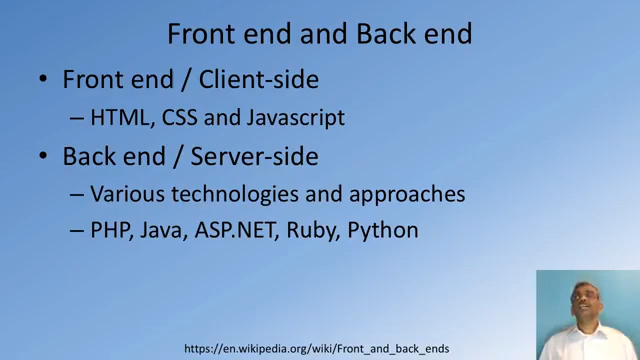 Front end and Back end
• Front end / Client-side
– HTML, CSS and Javascript
• Back end / Server-side
– Various technologies and approaches
– PHP, Java, ASP.NET, Ruby, Python
https://en.wikipedia.org/wiki/Front_and_back_ends